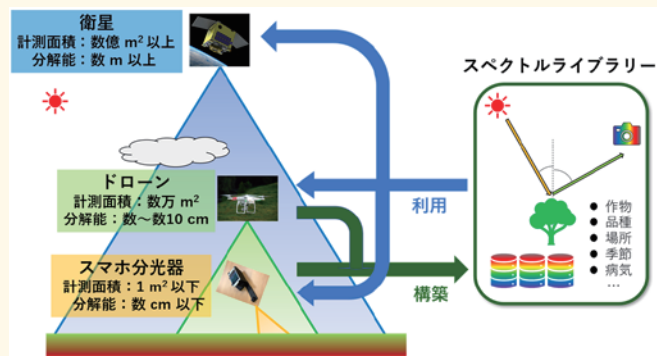 衛星
計測面積：数億 m² 以上
分解能：数 m 以上
スペクトルライブラリー
ドローン
計測面積：数万 m²
分解能：数～数10 cm
スマホ分光器
計測面積：1 m² 以下
分解能：数 cm 以下
利用
構築
● 作物
● 品種
● 場所
● 季節
● 病気
…